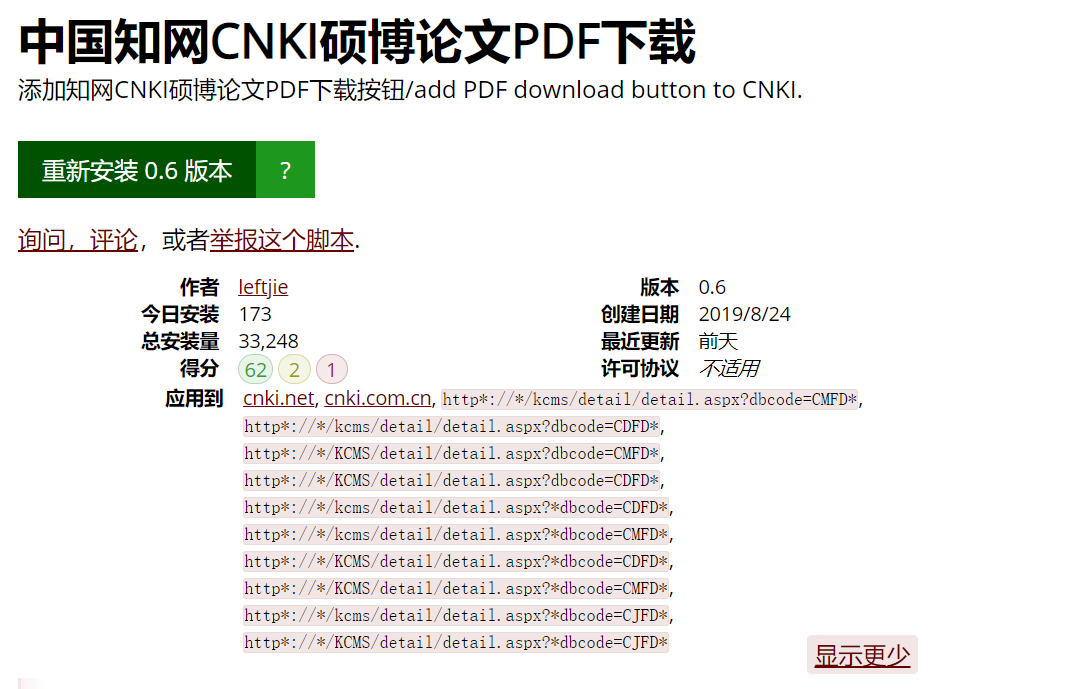 中国知网CNKI硕博论文PDF下载
添加知网CNKI硕博论文PDF下载按钮/add PDF download button to CNKI.
重新安装 0.6 版本 ?
询问，评论，或者举报这个脚本.
作者 leftjie 版本 0.6
今日安装 173 创建日期 2019/8/24
总安装量 33,248 最近更新 前天
得分 62 2 1 许可协议 不适用
应用到 cnki.net, cnki.com.cn, http*://*/kcms/detail/detail.aspx?dbcode=CMFD*,
http*://*/kcms/detail/detail.aspx?dbcode=CDFD*,
http*://*/KCMS/detail/detail.aspx?dbcode=CMFD*,
http*://*/KCMS/detail/detail.aspx?dbcode=CDFD*,
http*://*/kcms/detail/detail.aspx?*dbcode=CDFD*,
http*://*/kcms/detail/detail.aspx?*dbcode=CMFD*,
http*://*/KCMS/detail/detail.aspx?*dbcode=CDFD*,
http*://*/KCMS/detail/detail.aspx?*dbcode=CMFD*,
http*://*/kcms/detail/detail.aspx?*dbcode=CJFD*,
http*://*/KCMS/detail/detail.aspx?*dbcode=CJFD*
显示更少